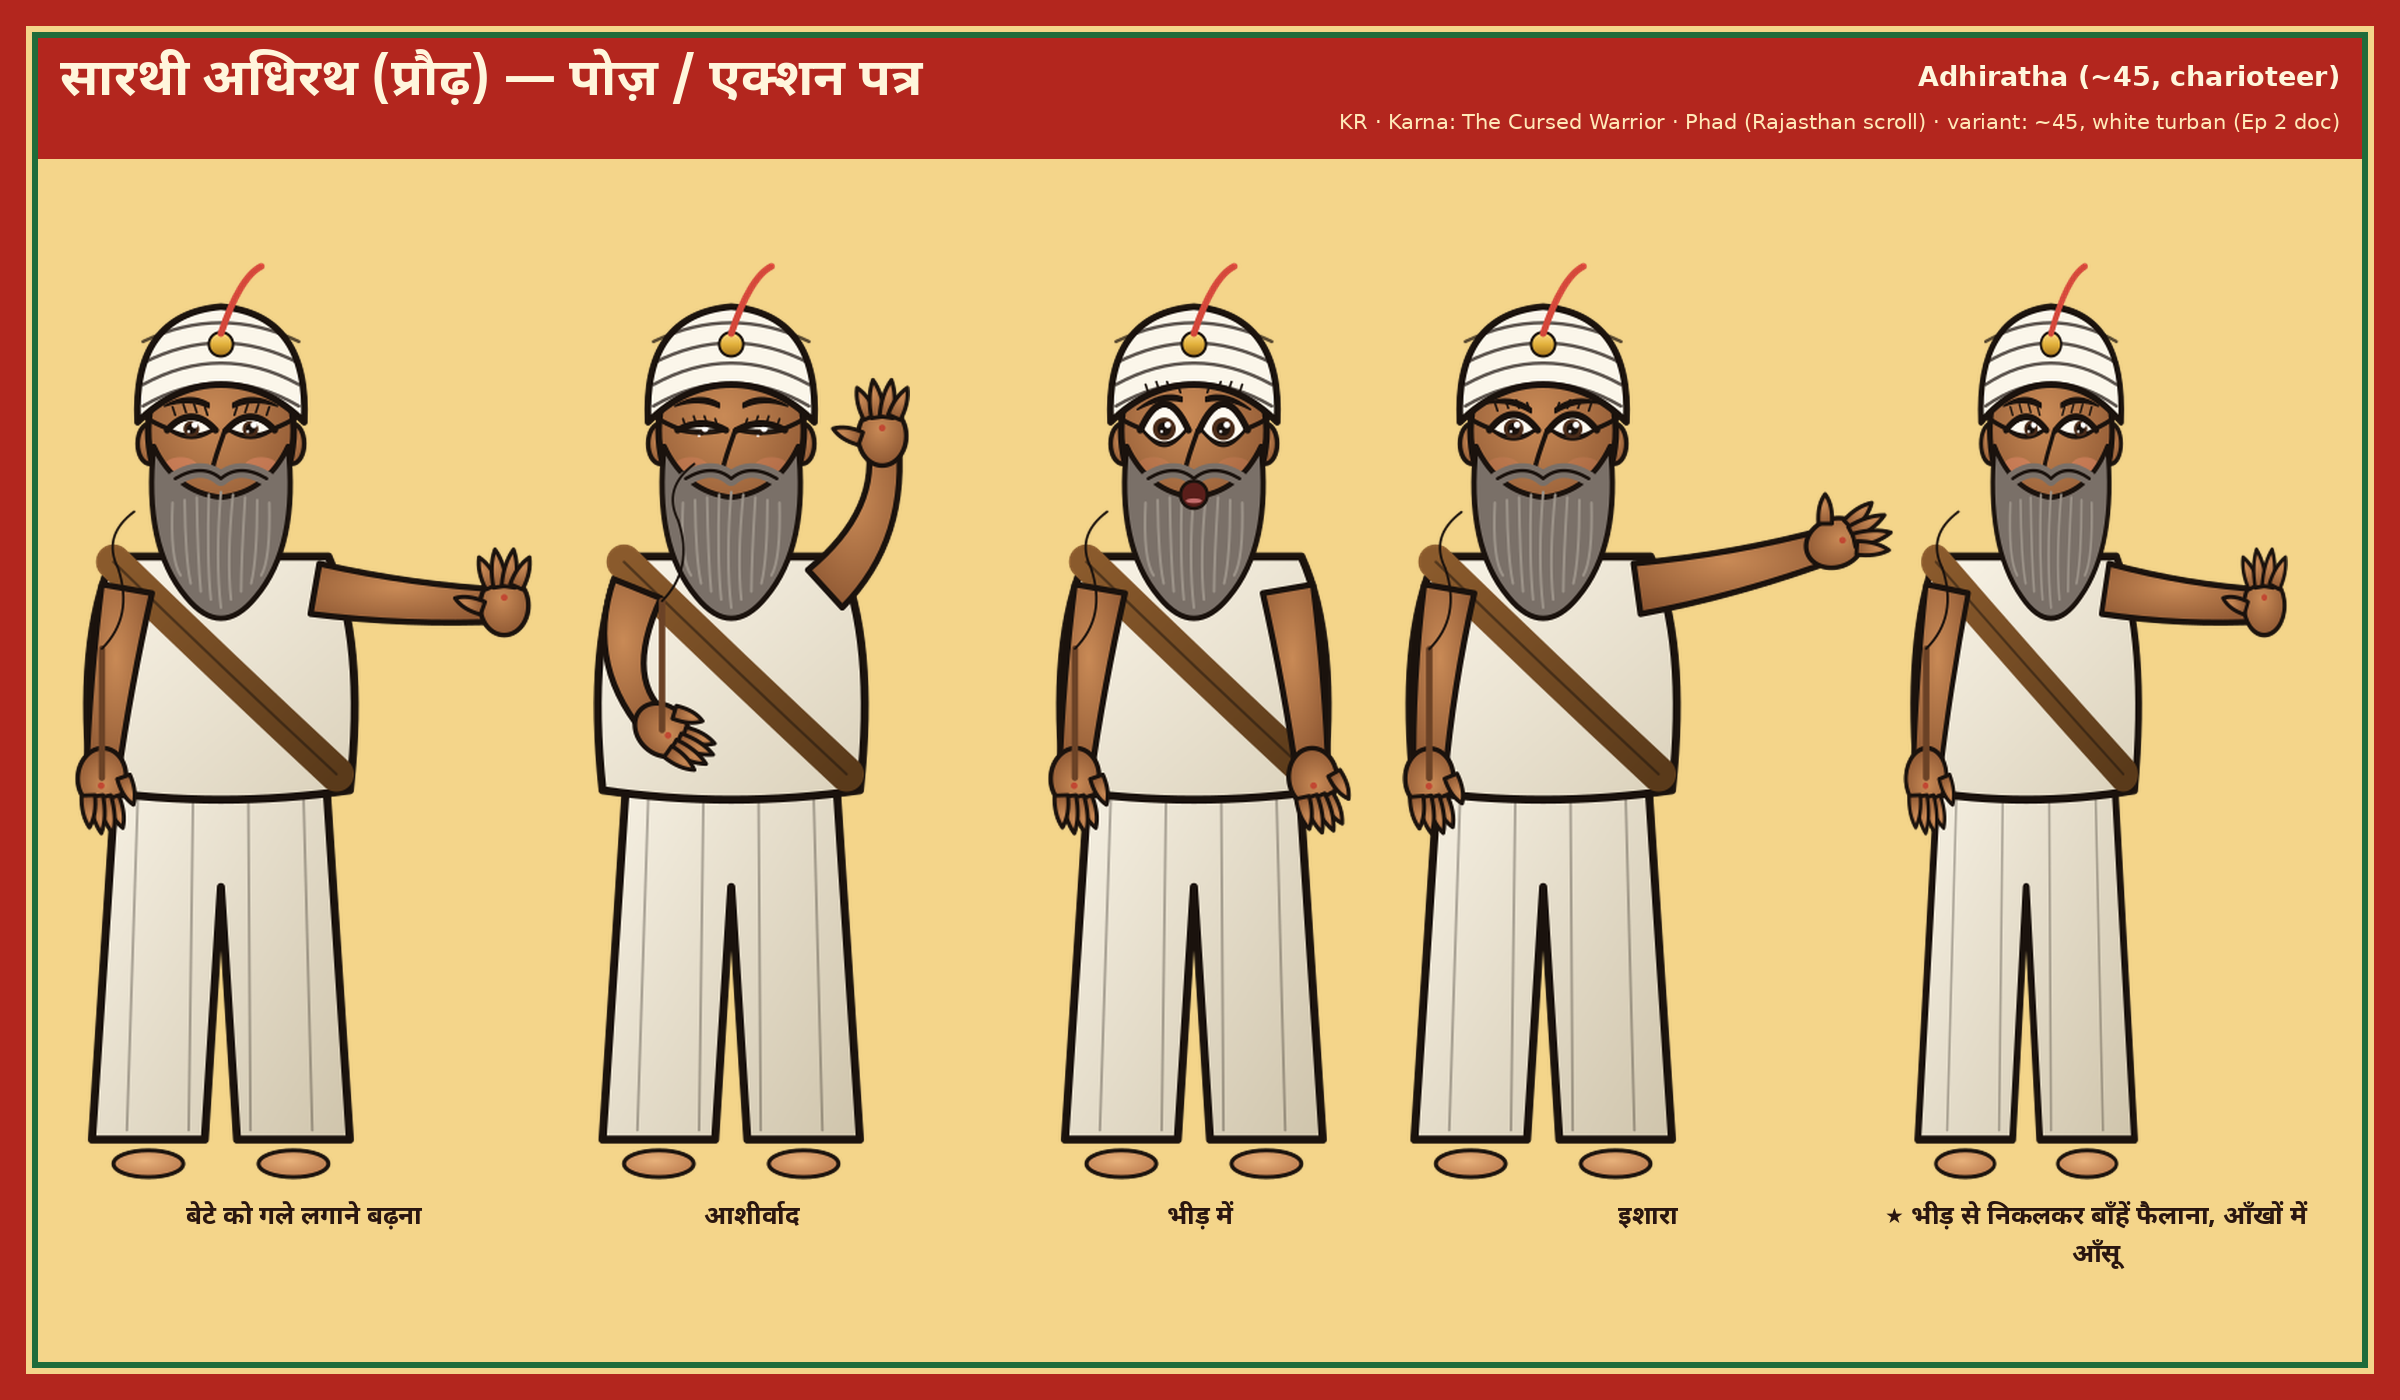 सारथी अधिरथ (प्रौढ़) — पोज़ / एक्शन पत्र
Adhiratha (~45, charioteer)
KR · Karna: The Cursed Warrior · Phad (Rajasthan scroll) · variant: ~45, white turban (Ep 2 doc)
बेटे को गले लगाने बढ़ना
आशीर्वाद
भीड़ में
इशारा
★ भीड़ से निकलकर बाँहें फैलाना, आँखों में
आँसू